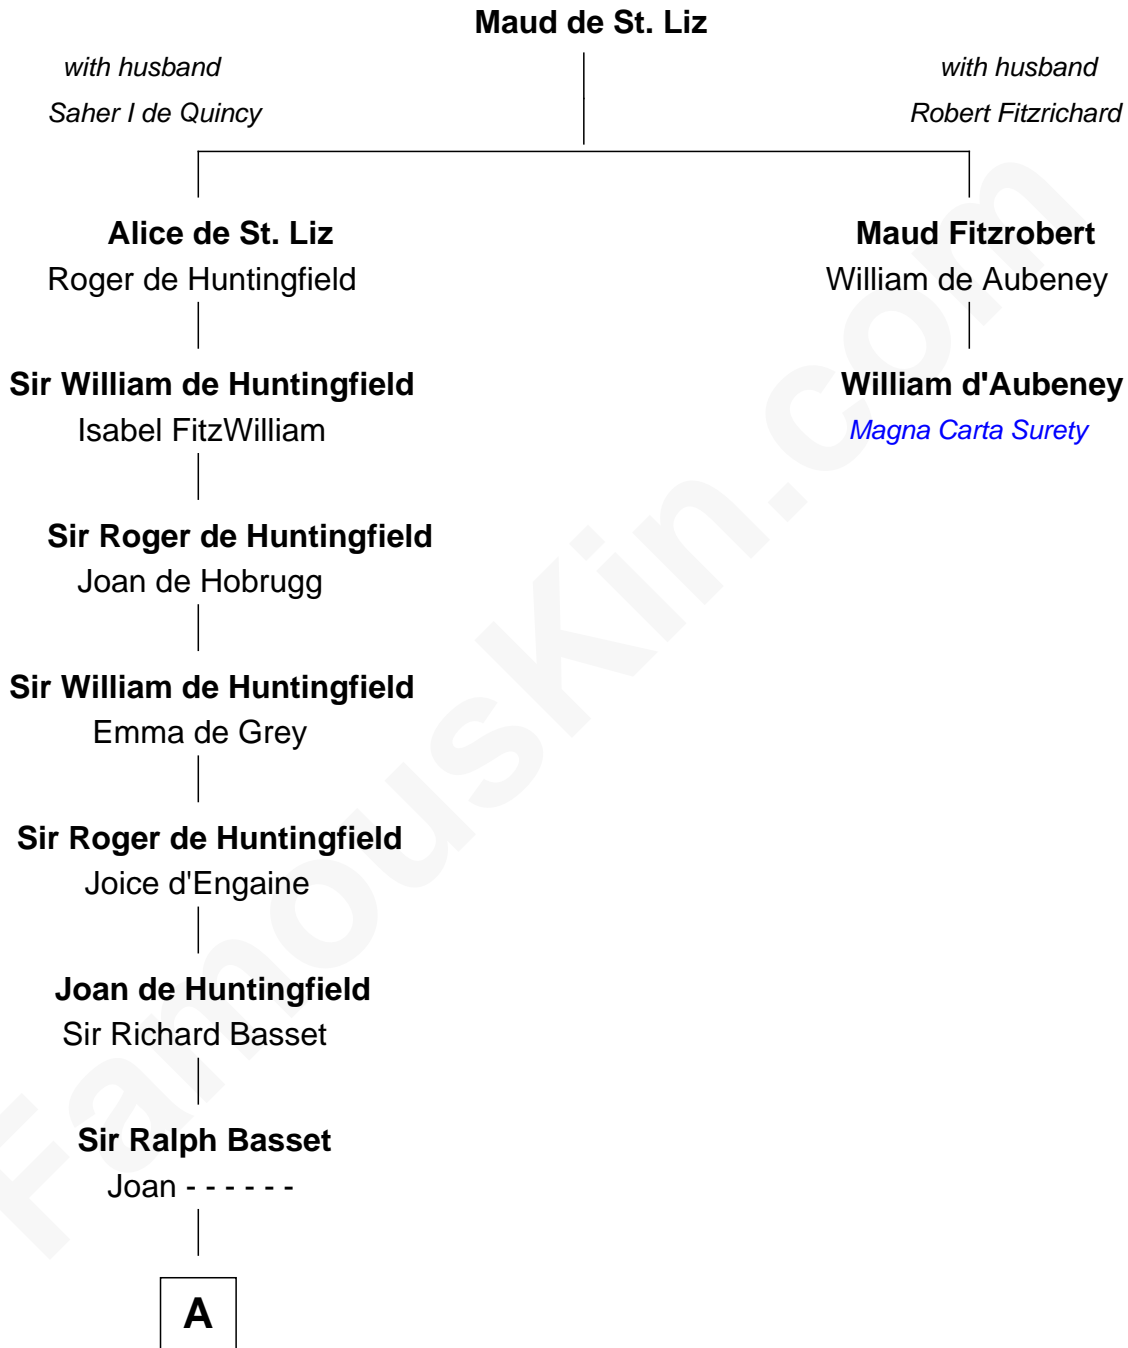 Maud de St. Liz
with husband
Saher I de Quincy
with husband
Robert Fitzrichard
Alice de St. Liz
Roger de Huntingfield
Maud Fitzrobert
William de Aubeney
Sir William de Huntingfield
Isabel FitzWilliam
William d'Aubeney
Magna Carta Surety
Sir Roger de Huntingfield
Joan de Hobrugg
Sir William de Huntingfield
Emma de Grey
Sir Roger de Huntingfield
Joice d'Engaine
Joan de Huntingfield
Sir Richard Basset
Sir Ralph Basset
Joan - - - - - -
A
FamousKin.com